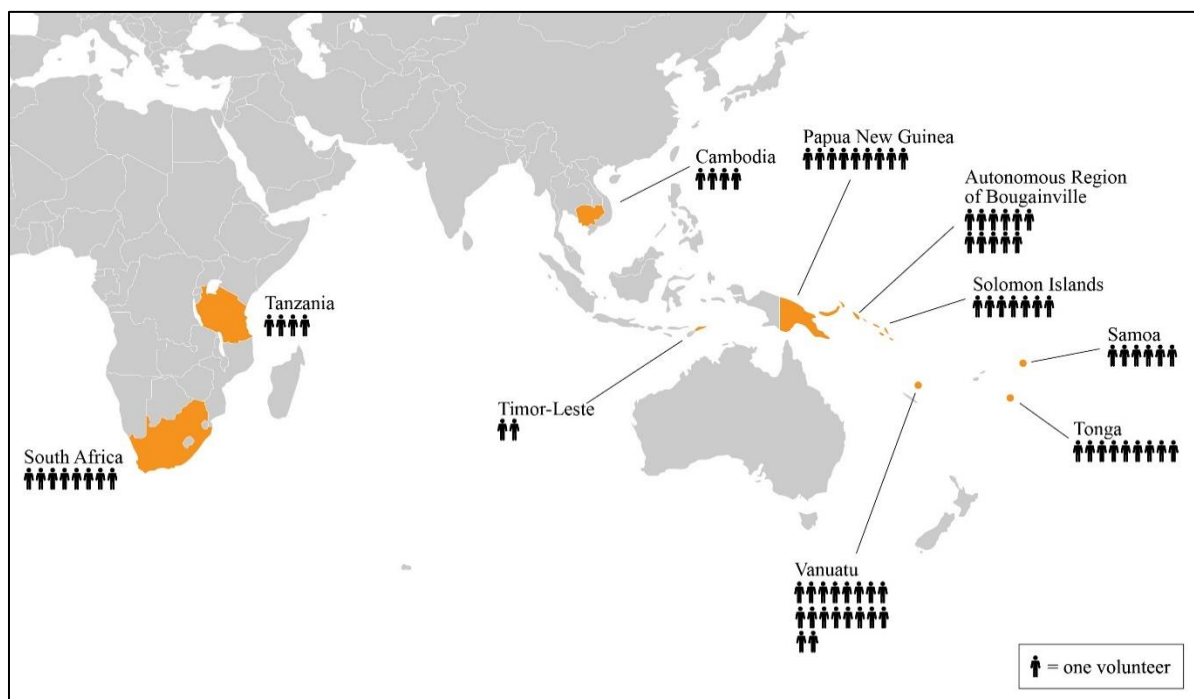 Papua New Guinea
Cambodia
Autonomous Region
of Bougainville
Solomon Islands
Tanzania
Samoa
Timor-Leste
Tonga
South Africa
Vanuatu
= one volunteer